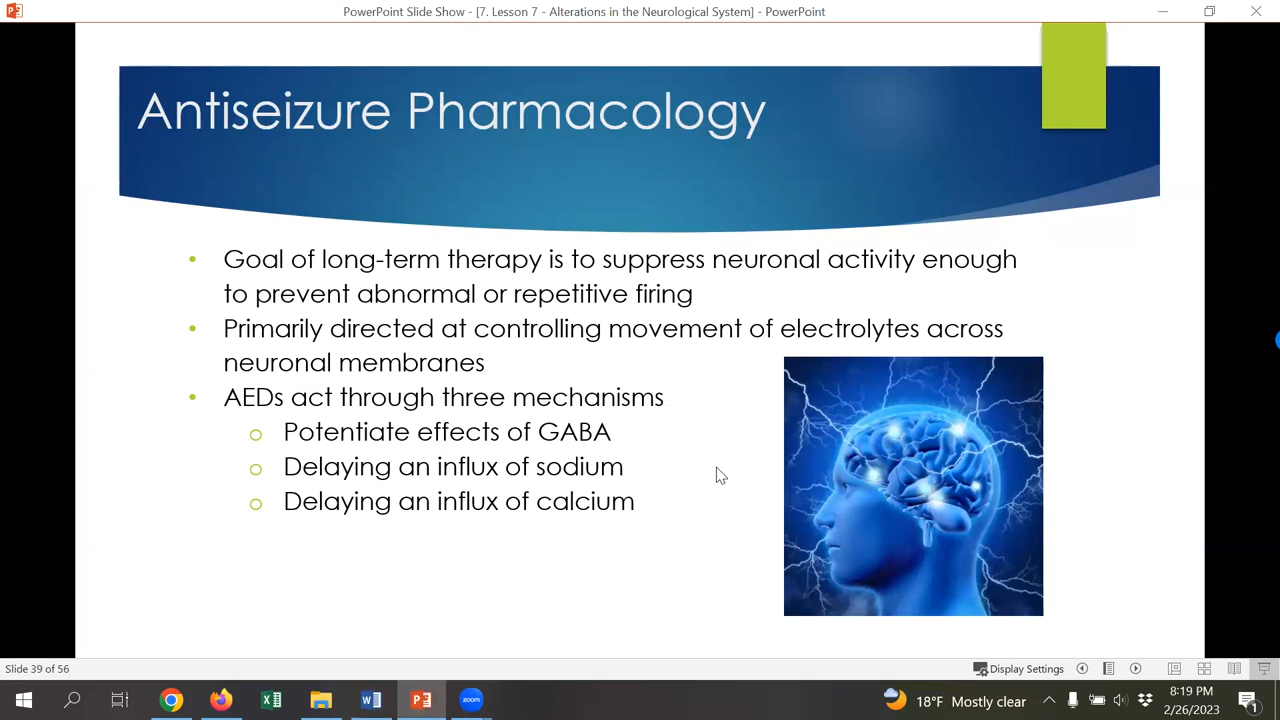 PowerPoint Slide Show - [7. Lesson 7 - Alterations in the Neurological System] - PowerPoint
Antiseizure Pharmacology
• Goal of long-term therapy is to suppress neuronal activity enough
to prevent abnormal or repetitive firing
• Primarily directed at controlling movement of electrolytes across
neuronal membranes
• AEDs act through three mechanisms
o Potentiate effects of GABA
o Delaying an influx of sodium
o Delaying an influx of calcium
Slide 39 of 56
Display Settings
zoom
18°F Mostly clear
8:19 PM
2/26/2023
1